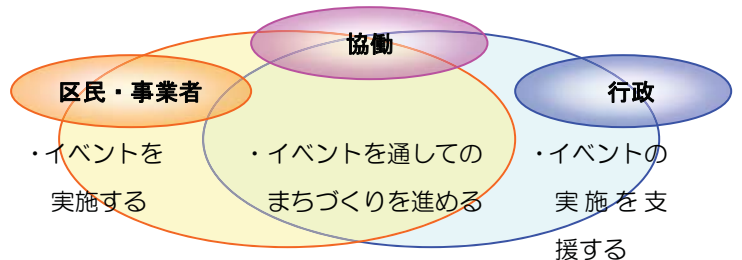 協働
区民・事業者
行政
・イベントを
実施する
・イベントを通しての
まちづくりを進める
・イベントの
実施を支
援する